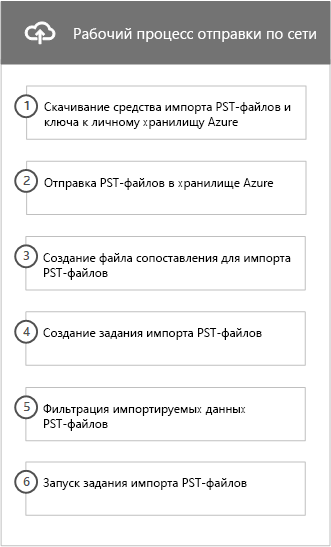 Рабочий процесс отправки по сети
1
Скачивание средства импорта PST-файлов и
ключа к личному хранилищу Azure
2
Отправка PST-файлов в хранилище Azure
3
Создание файла сопоставления для импорта
PST-файлов
4
Создание задания импорта PST-файлов
5
Фильтрация импортируемых данных
PST-файлов
6
Запуск задания импорта PST-файлов